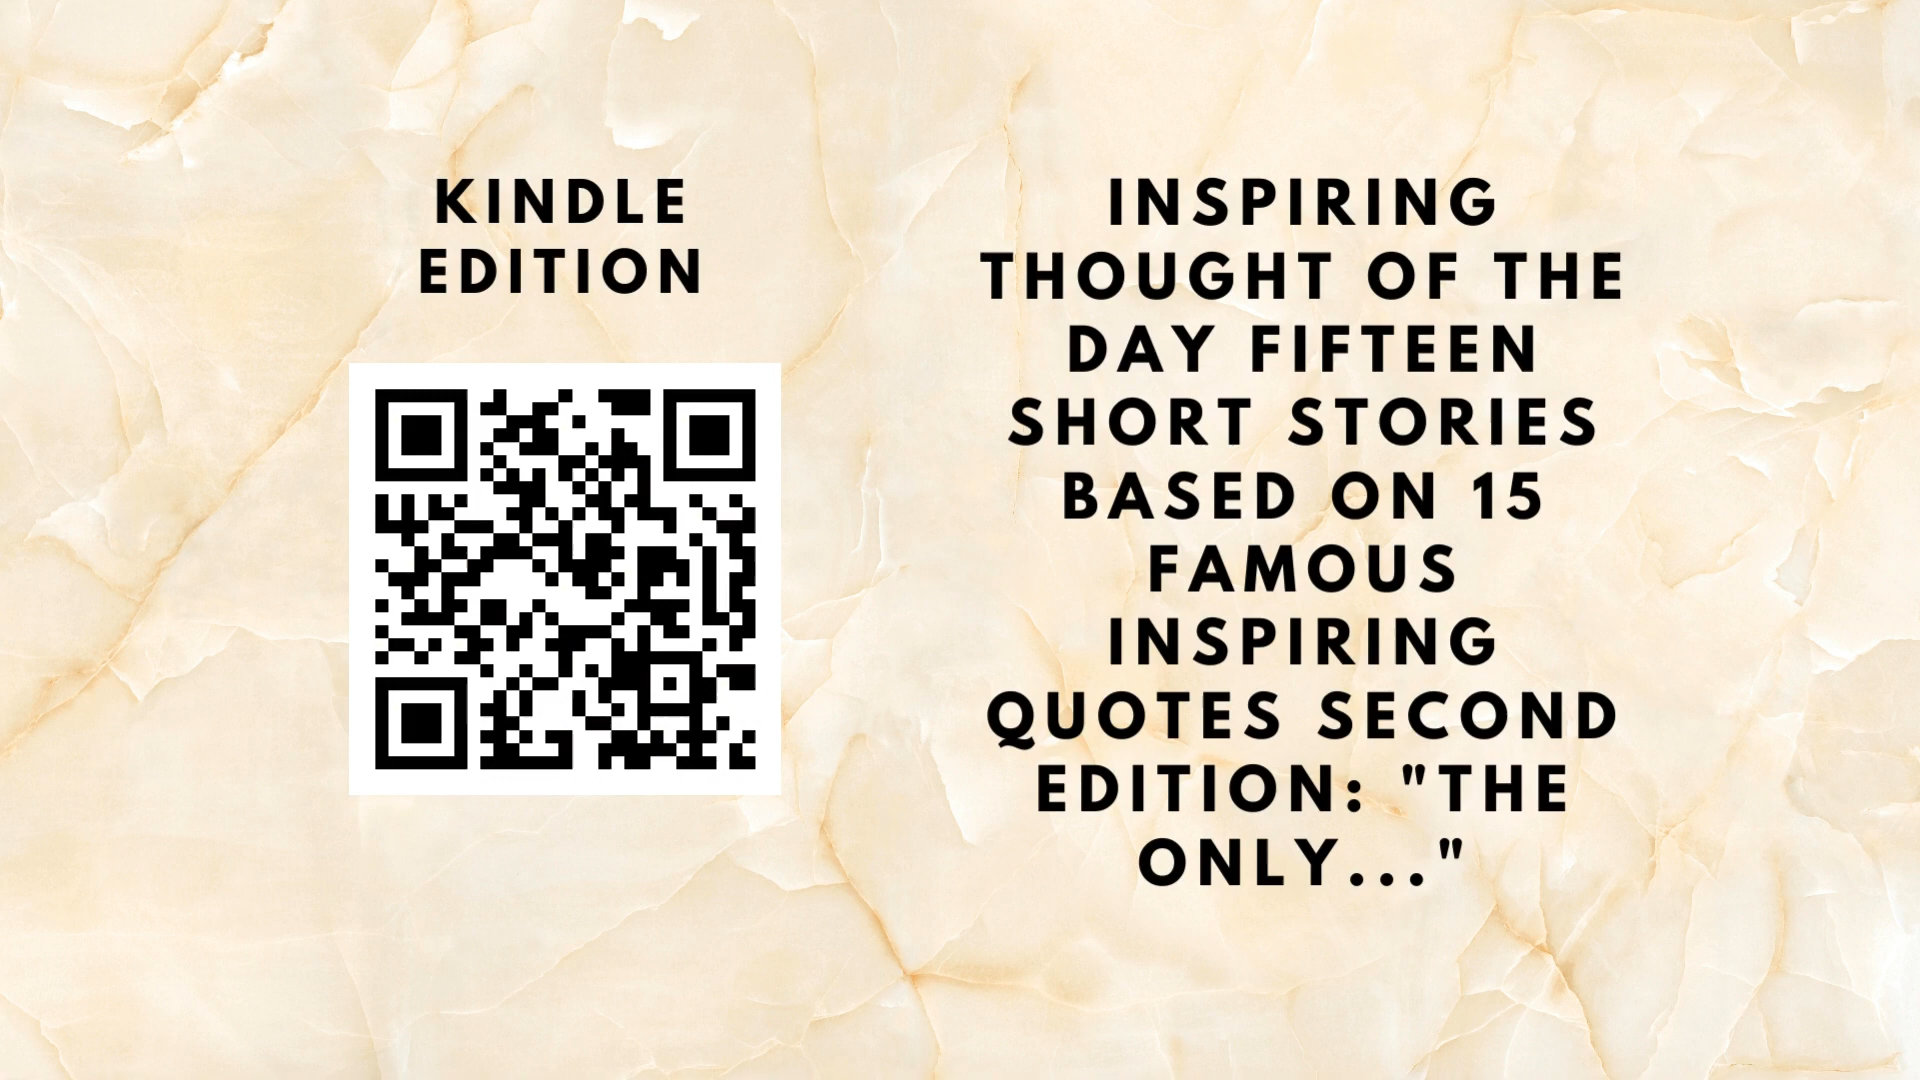 KINDLE
EDITION
INSPIRING
THOUGHT OF THE
DAY FIFTEEN
SHORT STORIES
BASED ON 15
FAMOUS
INSPIRING
QUOTES SECOND
EDITION: "THE
ONLY..."